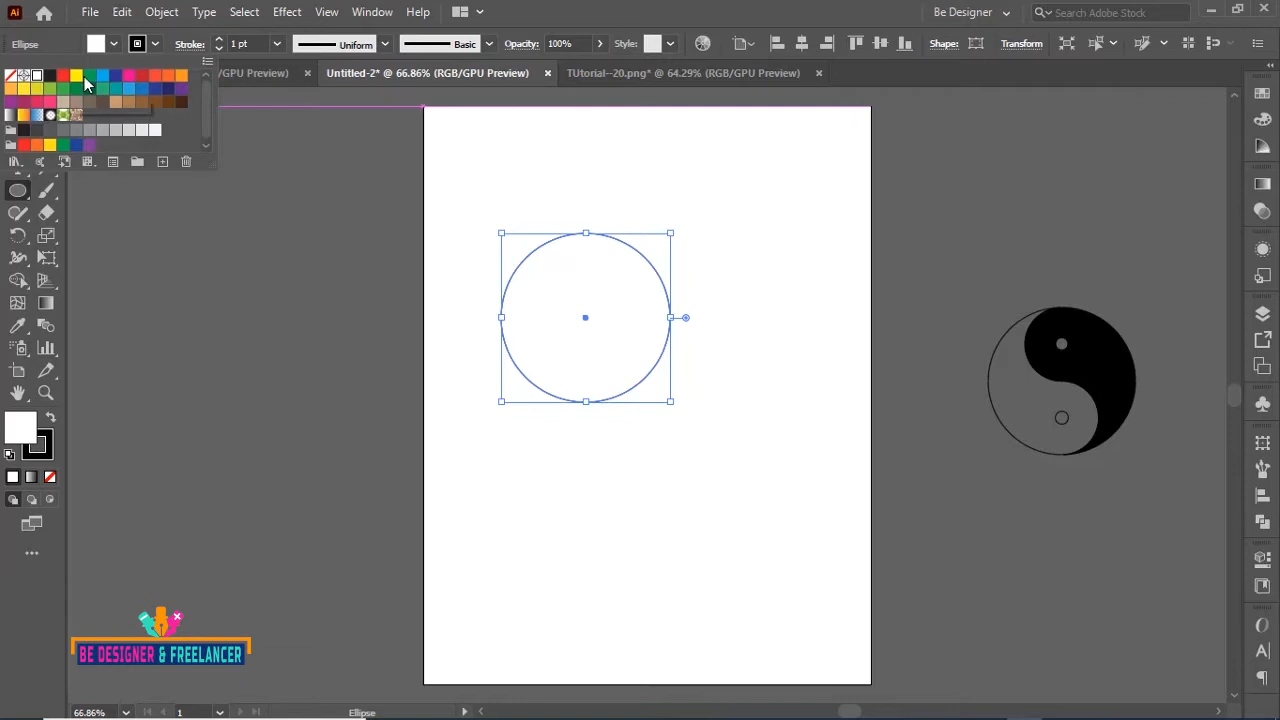 Ai File Edit Object Type Select Effect View Window Help Be Designer Search Adobe Stock
Ellipse Stroke: 1 pt Uniform Basic Opacity: 100% Style: Shape: Transform
/GPU Preview) × Untitled-2* @ 66.86% (RGB/GPU Preview) × TUtorial--20.png* @ 64.29% (RGB/GPU Preview) ×
BE DESIGNER & FREELANCER
66.86% 1 Ellipse